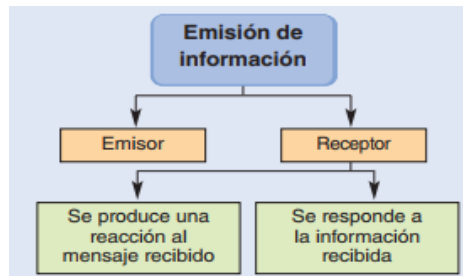 Emisión de
información
Emisor
Receptor
Se produce una
reacción al
mensaje recibido
Se responde a
la información
recibida